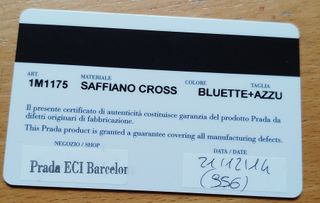 ART. MATERIALE COLORE TAGLIA
1M1175 SAFFIANO CROSS BLUETTE+AZZU
Il presente certificato di autenticità costituisce garanzia del prodotto Prada da
difetti originari di fabbricazione.
This Prada product is granted a guarantee covering all manufacturing defects.
NEGOZIO / SHOP DATA / DATE
Prada ECI Barcelon 21/12/14
(956)